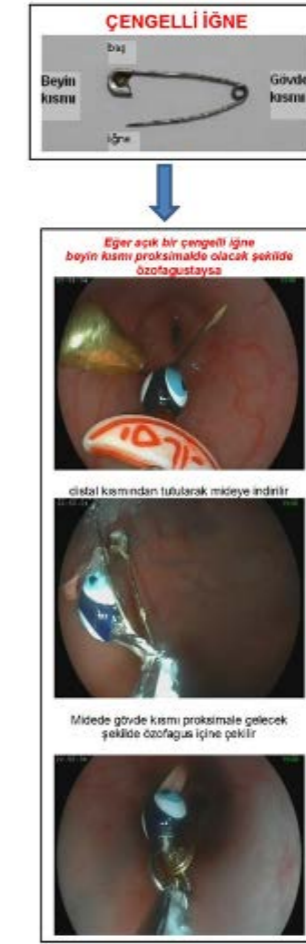 ÇENGELLİ İĞNE
baş
Beyin
kısmı
Gövde
kısmı
iğne
Eğer açık bir çengelli iğne
beyin kısmı proksimalde olacak şekilde
özofagustaysa
distal kısmından tutularak mideye indirilir
Midede gövde kısmı proksimale gelecek
şekilde özofagus içine çekilir